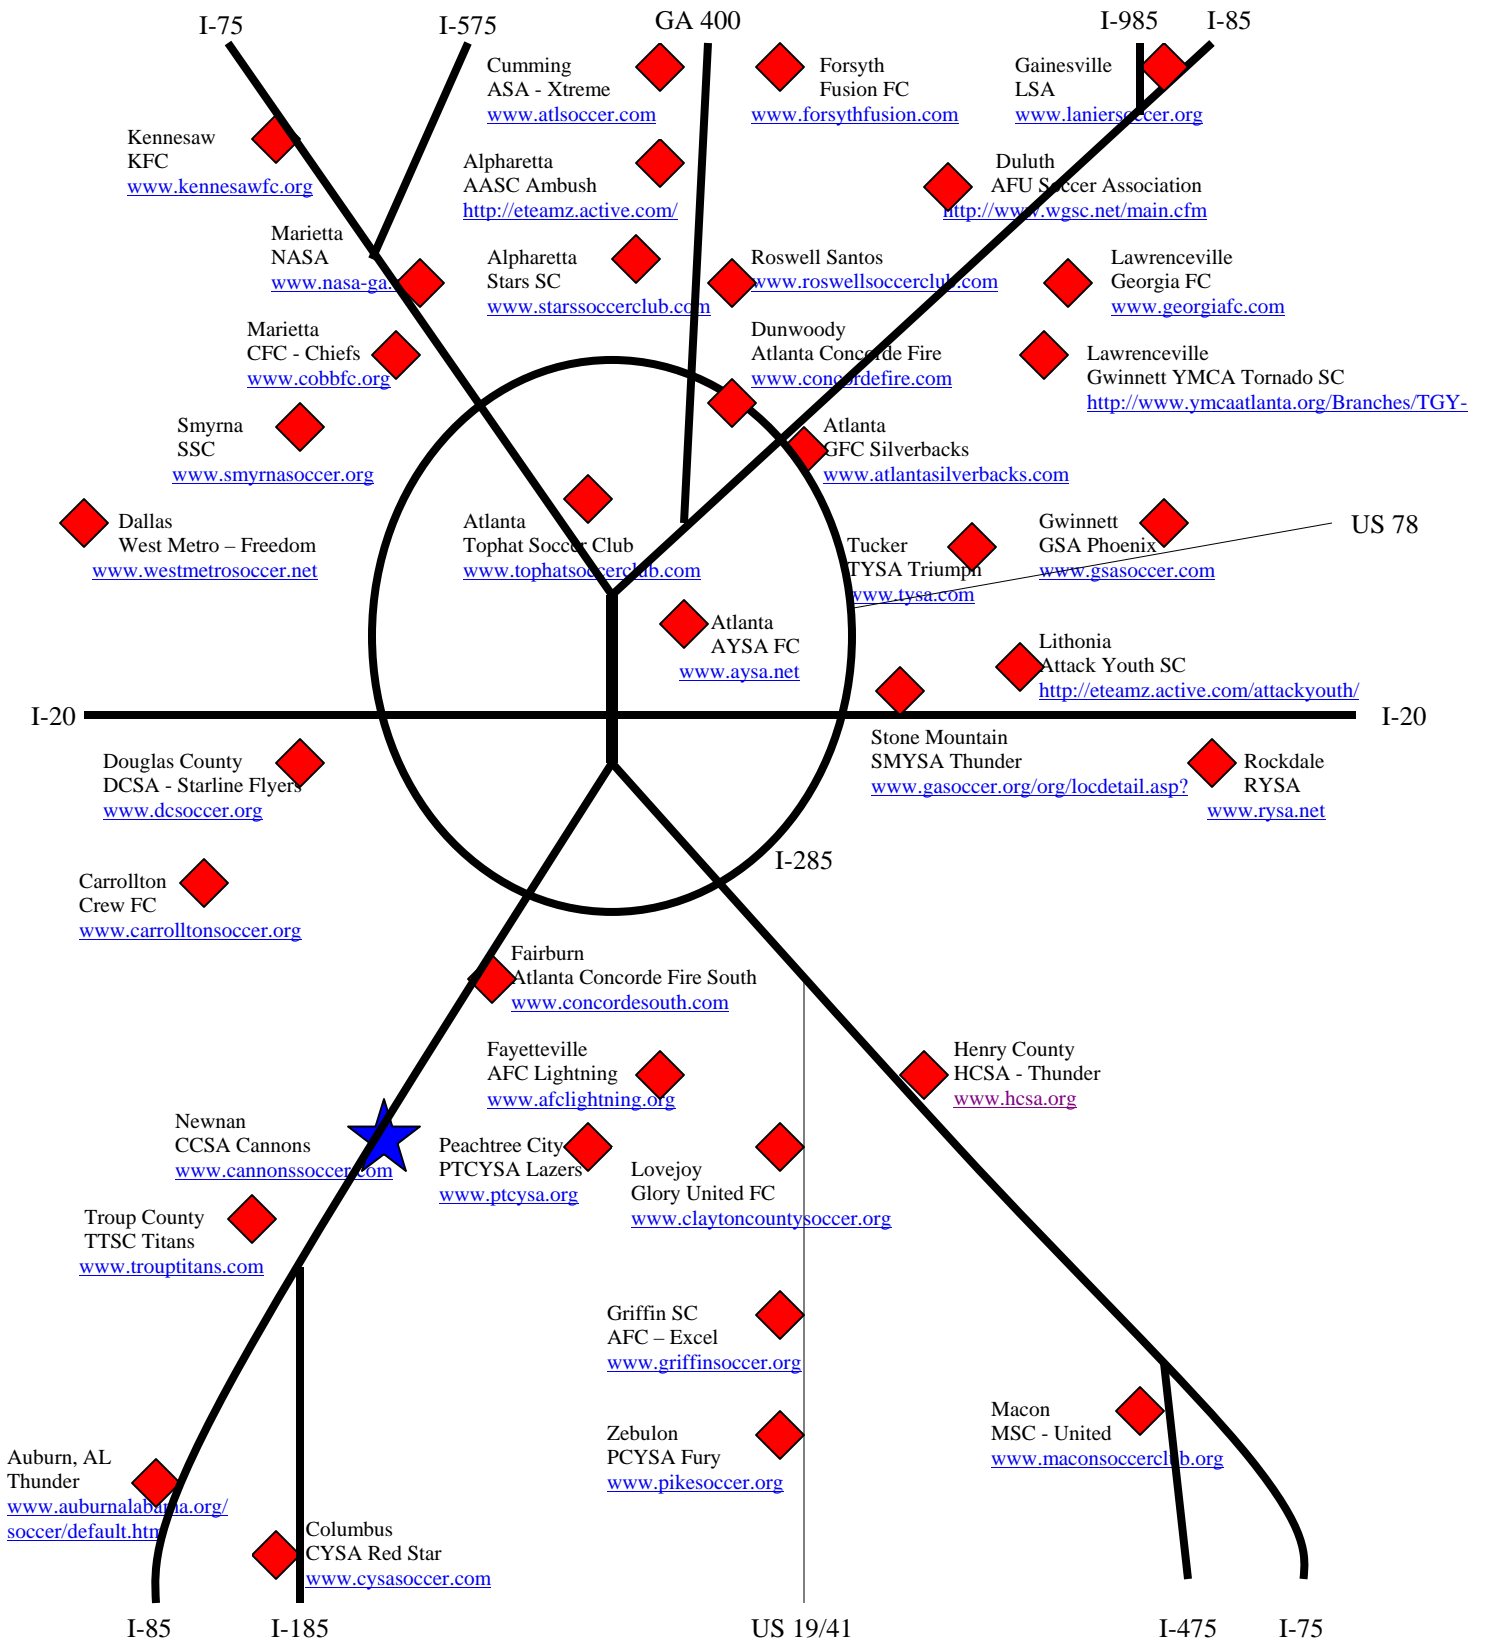 I-75
I-575
GA 400
I-985
I-85
Cumming
ASA - Xtreme
www.atlsoccer.com
Forsyth
Fusion FC
www.forsythfusion.com
Gainesville
LSA
www.laniersoccer.org
Kennesaw
KFC
www.kennesawfc.org
Alpharetta
AASC Ambush
http://eteamz.active.com/
Duluth
AFU Soccer Association
http://www.wgsc.net/main.cfm
Marietta
NASA
www.nasa-ga.
Alpharetta
Stars SC
www.starssoccerclub.com
Roswell Santos
www.roswellsoccerclub.com
Lawrenceville
Georgia FC
www.georgiafc.com
Marietta
CFC - Chiefs
www.cobbfc.org
Dunwoody
Atlanta Concorde Fire
www.concordefire.com
Lawrenceville
Gwinnett YMCA Tornado SC
http://www.ymcaatlanta.org/Branches/TGY-
Smyrna
SSC
www.smyrnasoccer.org
Atlanta
GFC Silverbacks
www.atlantasilverbacks.com
Dallas
West Metro – Freedom
www.westmetrosoccer.net
Atlanta
Tophat Soccer Club
www.tophatsoccerclub.com
Tucker
TYSA Triumph
www.tysa.com
Gwinnett
GSA Phoenix
www.gsasoccer.com
US 78
Atlanta
AYSA FC
www.aysa.net
Lithonia
Attack Youth SC
http://eteamz.active.com/attackyouth/
I-20
I-20
Douglas County
DCSA - Starline Flyers
www.dcsoccer.org
Stone Mountain
SMYSA Thunder
www.gasoccer.org/org/locdetail.asp?
Rockdale
RYSA
www.rysa.net
I-285
Carrollton
Crew FC
www.carrolltonsoccer.org
Fairburn
Atlanta Concorde Fire South
www.concordesouth.com
Fayetteville
AFC Lightning
www.afclightning.org
Henry County
HCSA - Thunder
www.hcsa.org
Newnan
CCSA Cannons
www.cannonssoccer.com
Peachtree City
PTCYSA Lazers
www.ptcysa.org
Lovejoy
Glory United FC
www.claytoncountysoccer.org
Troup County
TTSC Titans
www.trouptitans.com
Griffin SC
AFC – Excel
www.griffinsoccer.org
Zebulon
PCYSA Fury
www.pikesoccer.org
Macon
MSC - United
www.maconsoccerclub.org
Auburn, AL
Thunder
www.auburnalabama.org/
soccer/default.htm
Columbus
CYSA Red Star
www.cysasoccer.com
I-85
I-185
US 19/41
I-475
I-75